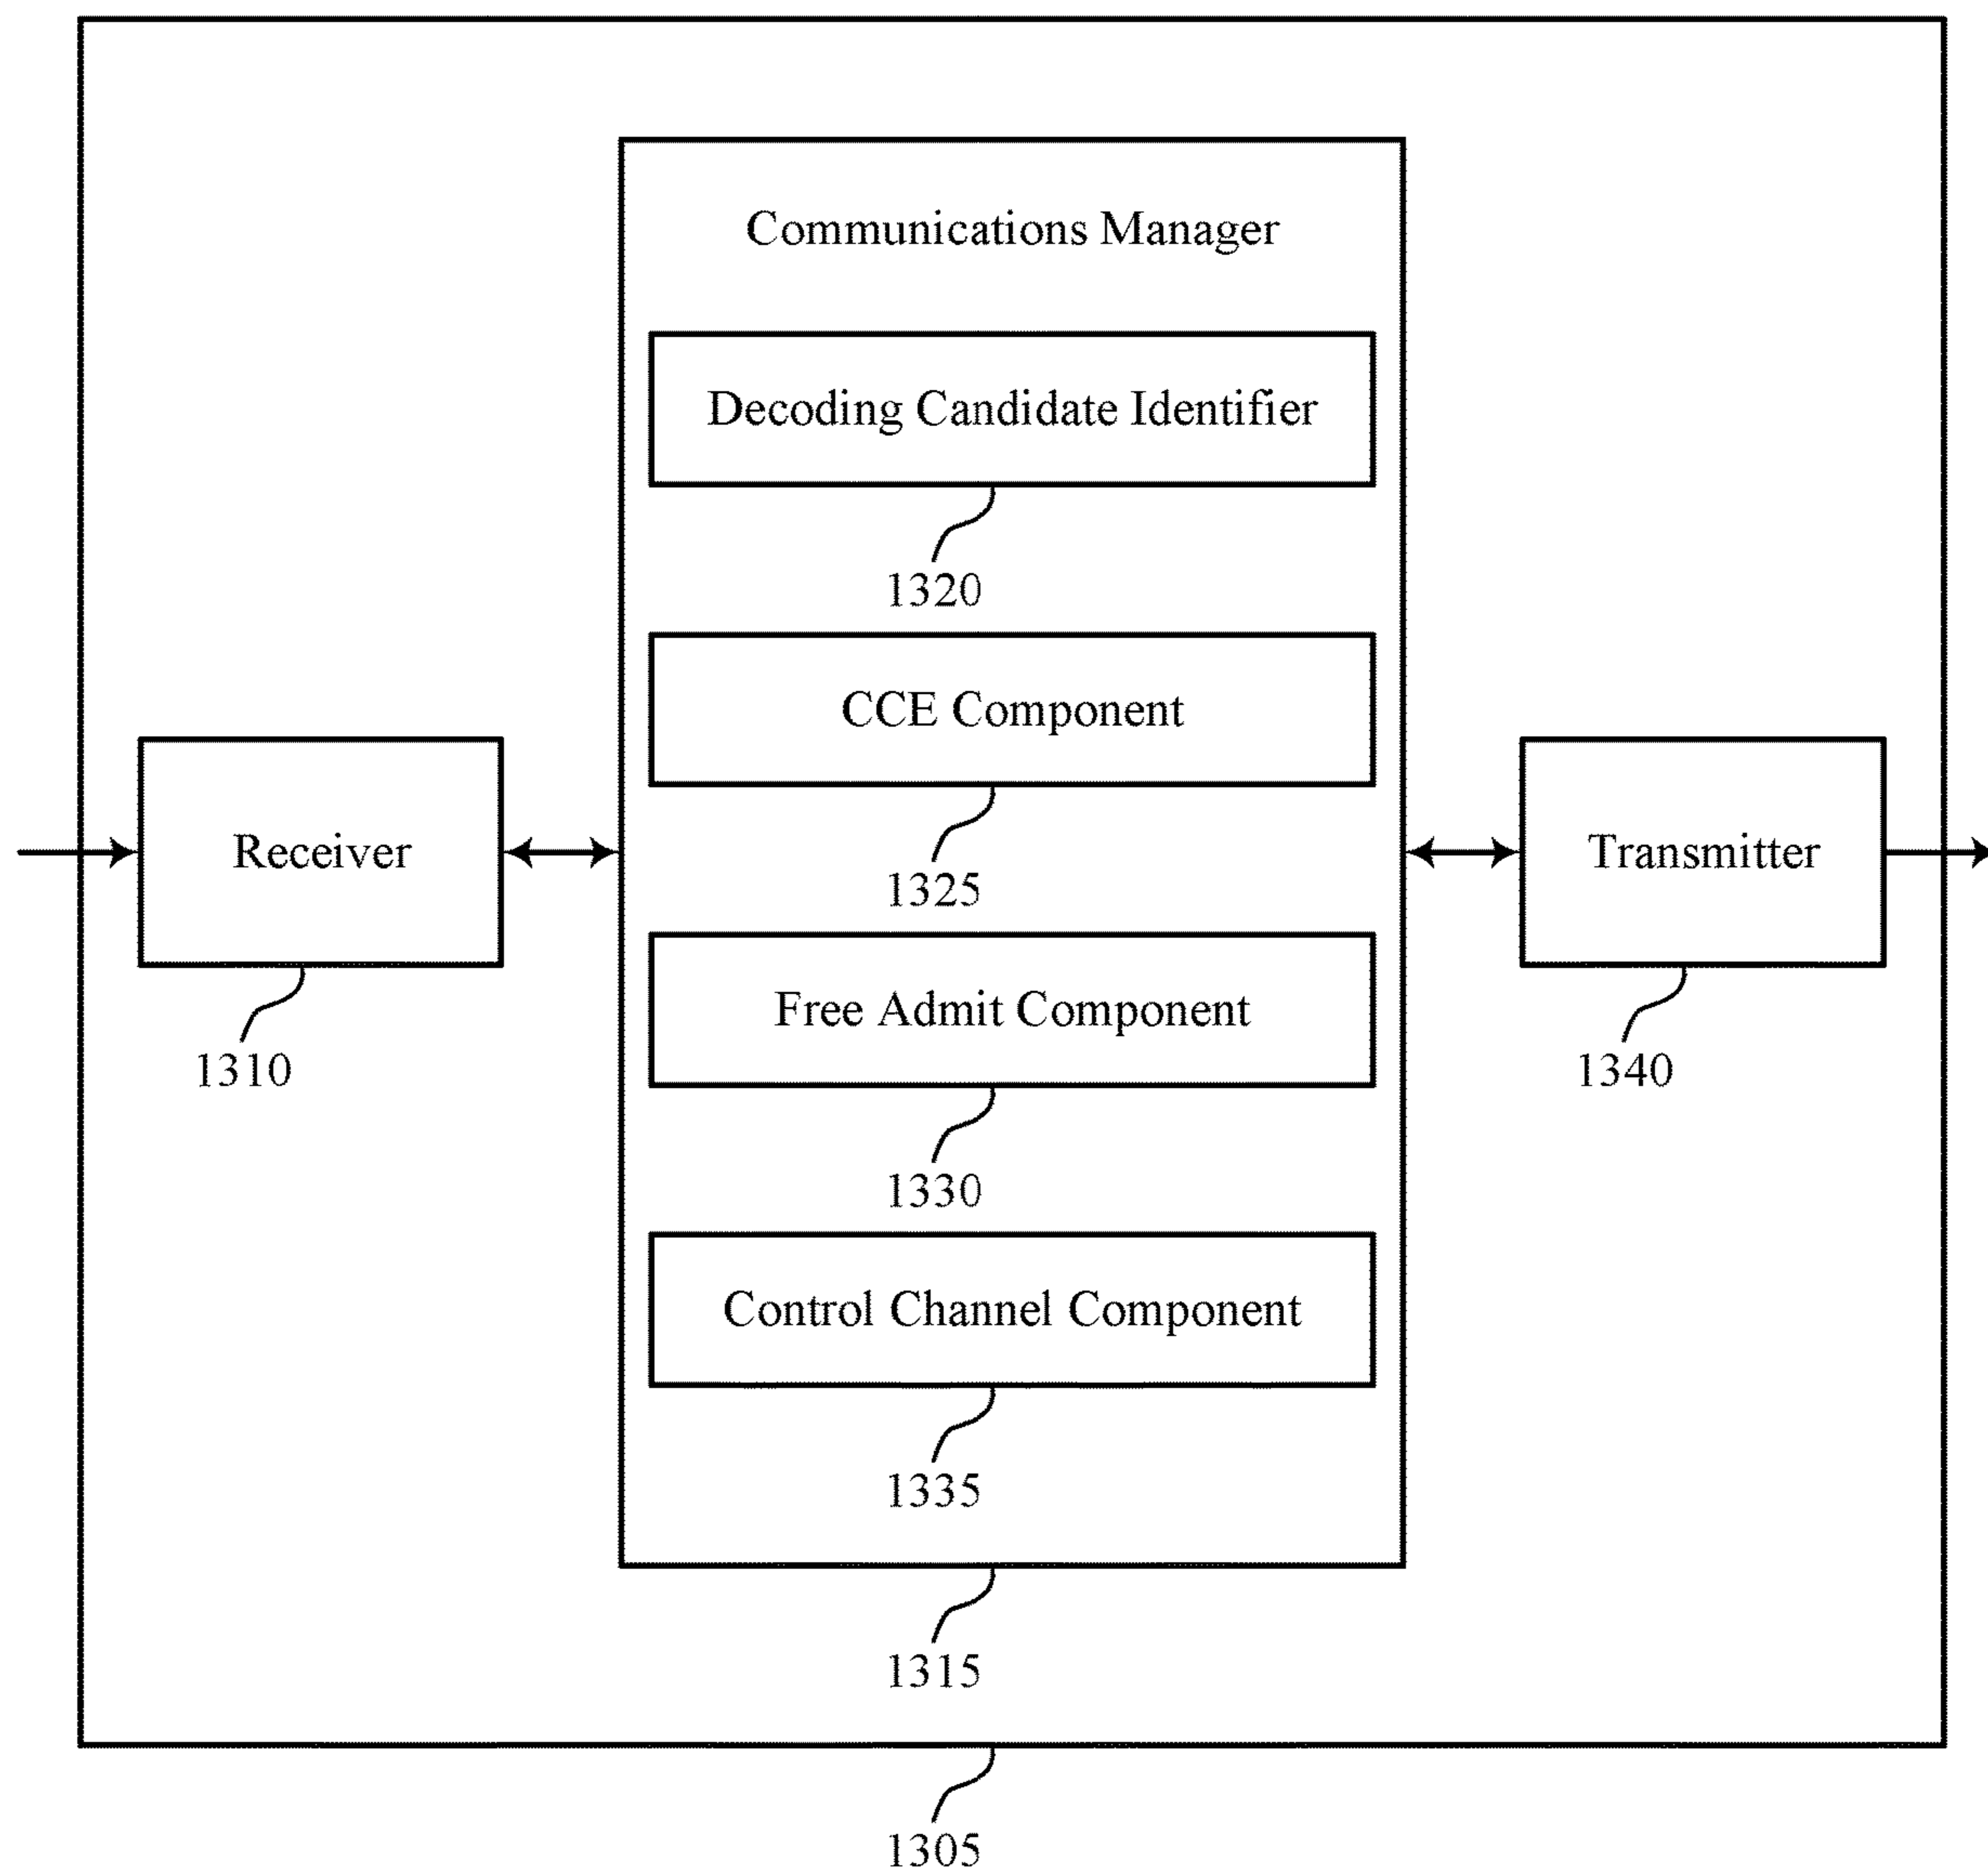 Communications Manager
Decoding Candidate Identifier
1320
CCE Component
1325
Receiver
1310
Free Admit Component
1330
Control Channel Component
1335
Transmitter
1340
1315
1305